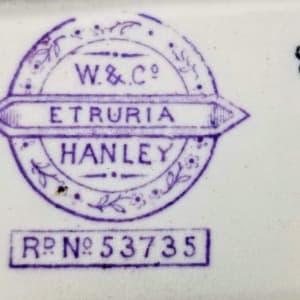 W. & Cº
ETRURIA
HANLEY
RD Nº 53735